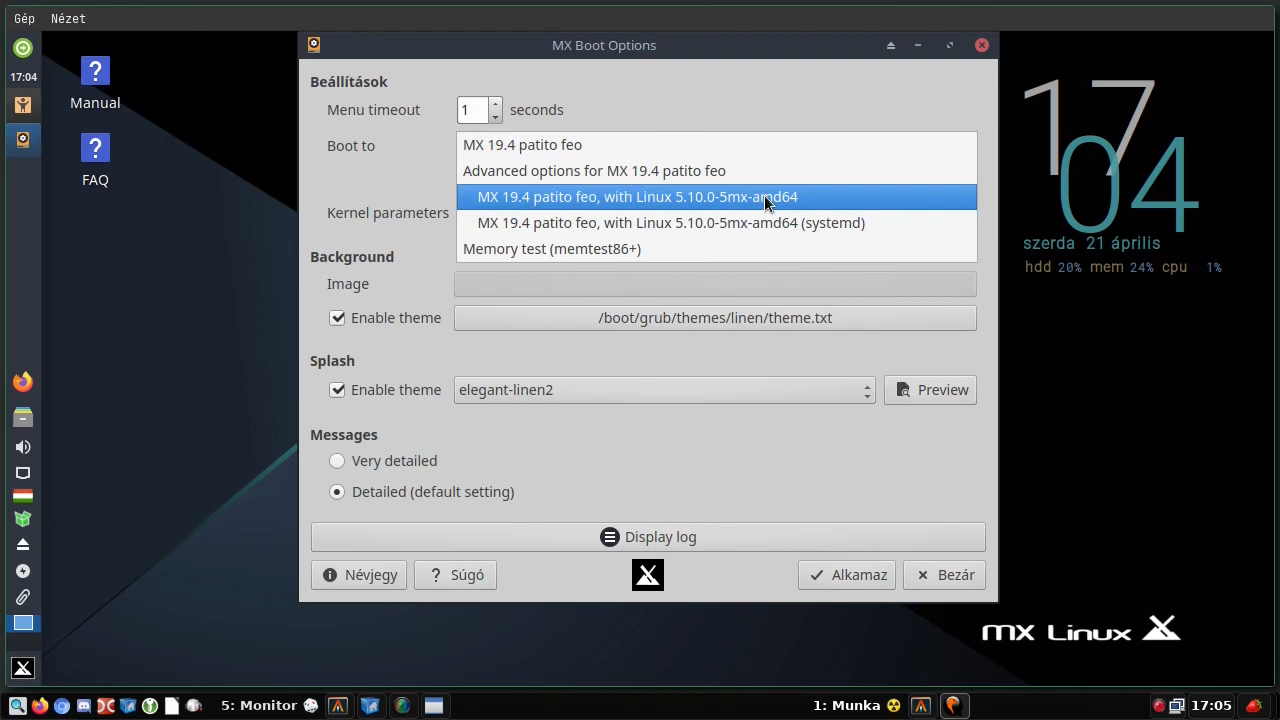 Gép Nézet
17:04
Manual
FAQ
MX Boot Options
Beállítások
Menu timeout 1 seconds
Boot to
MX 19.4 patito feo
Advanced options for MX 19.4 patito feo
MX 19.4 patito feo, with Linux 5.10.0-5mx-amd64
MX 19.4 patito feo, with Linux 5.10.0-5mx-amd64 (systemd)
Memory test (memtest86+)
Kernel parameters
Background
Image
Enable theme /boot/grub/themes/linen/theme.txt
Splash
Enable theme elegant-linen2 Preview
Messages
Very detailed
Detailed (default setting)
Display log
Névjegy ? Súgó Alkamaz Bezár
17
04
szerda 21 április
hdd 20% mem 24% cpu 1%
MX Linux
5: Monitor 1: Munka 17:05